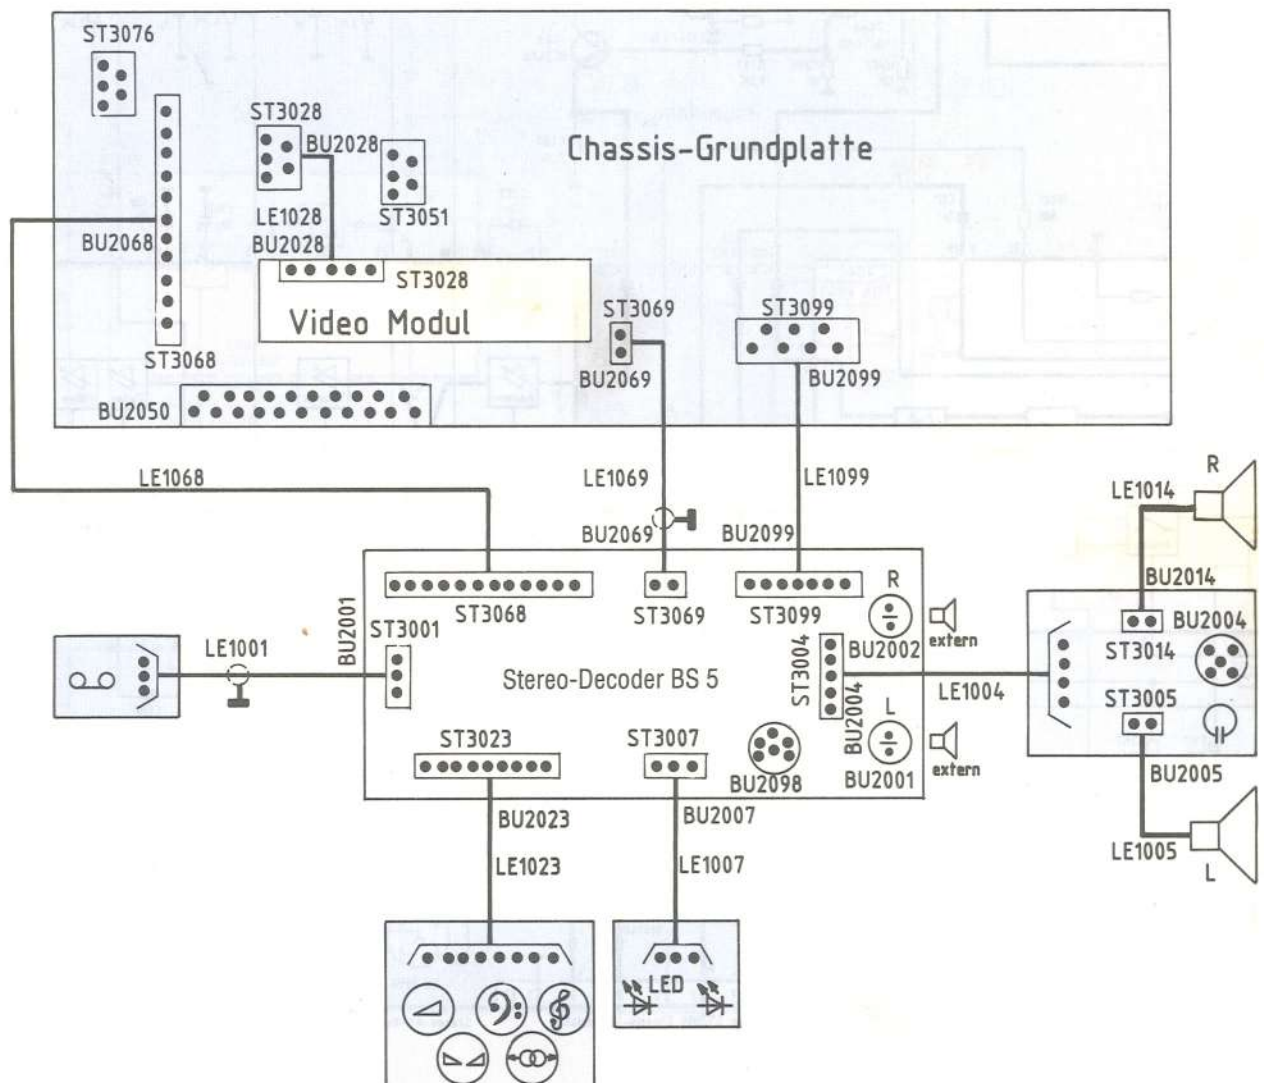 ST3076
ST3028
BU2028
Chassis-Grundplatte
LE1028
ST3051
BU2068
BU2028
ST3028
Video Modul
ST3069
ST3099
ST3068
BU2069
BU2099
BU2050
LE1068
LE1069
LE1099
R
LE1014
BU2069
BU2099
BU2014
ST3068
ST3069
ST3099
R
BU2004
BU2001
ST3001
LE1001
ST3004
BU2002
extern
ST3014
Stereo-Decoder BS 5
LE1004
BU2004
L
ST3005
ST3023
ST3007
BU2098
BU2001
extern
BU2005
BU2023
BU2007
LE1023
LE1007
LE1005
L
LED